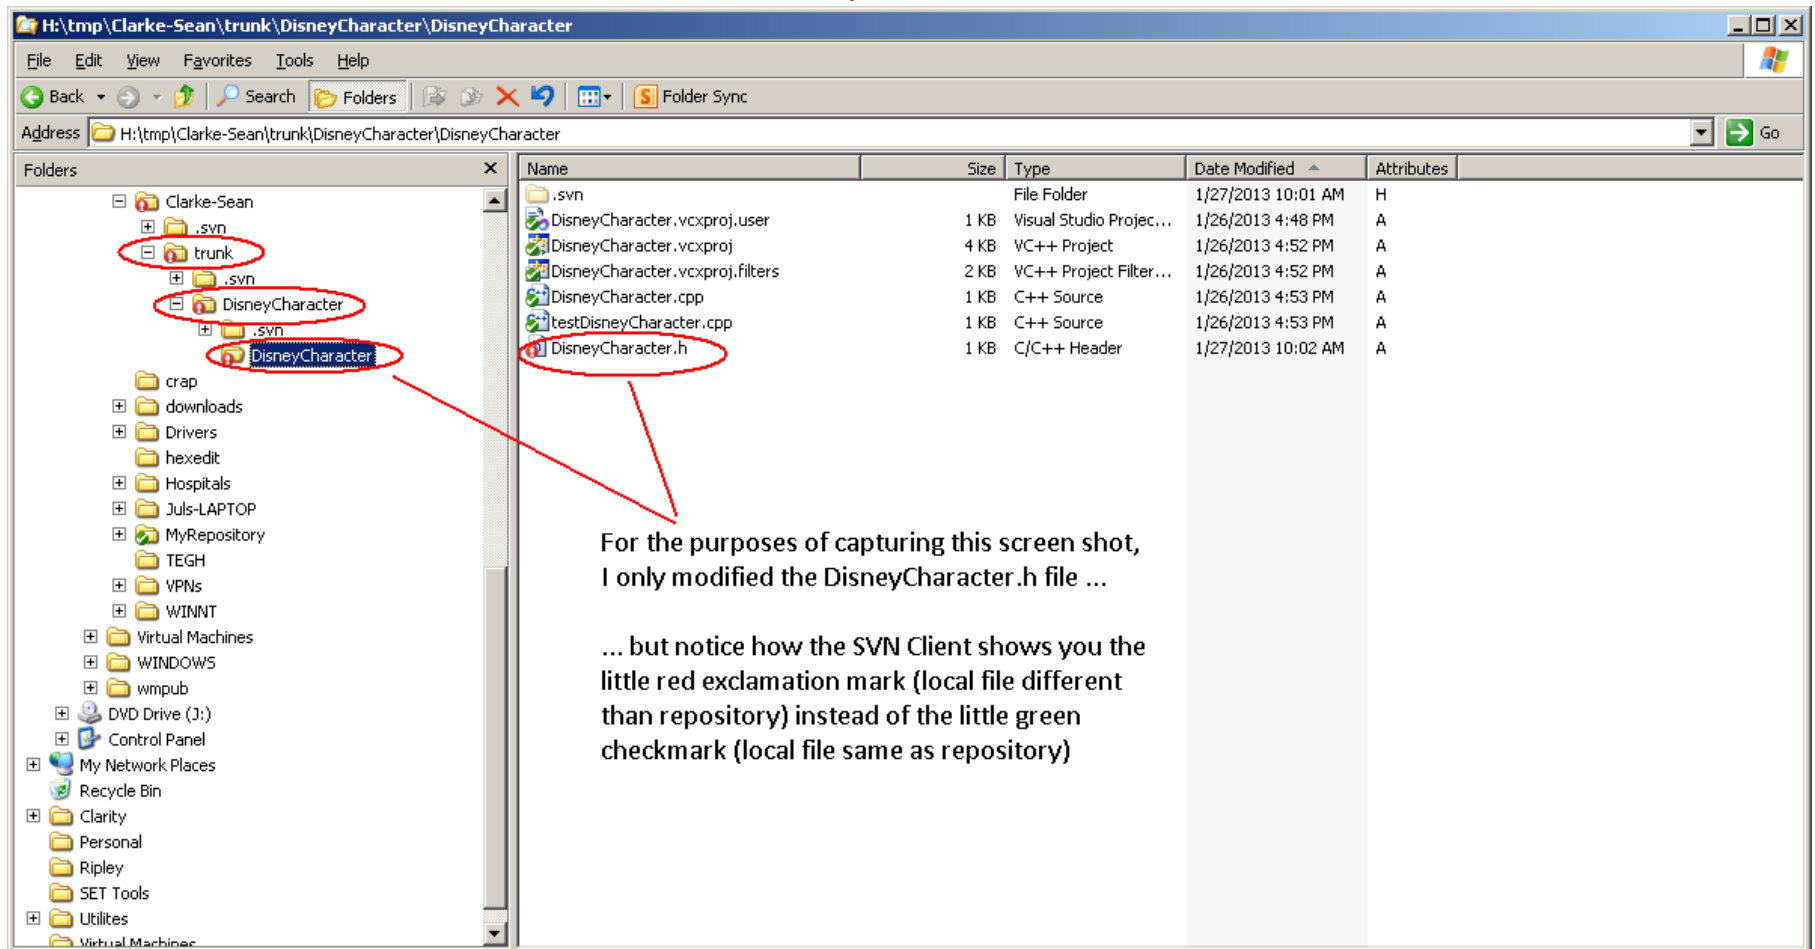 H:\tmp\Clarke-Sean\trunk\DisneyCharacter\DisneyCharacter
File Edit View Favorites Tools Help
Back Search Folders Folder Sync
Address H:\tmp\Clarke-Sean\trunk\DisneyCharacter\DisneyCharacter Go
Folders
Clarke-Sean
.svn
trunk
.svn
DisneyCharacter
.svn
DisneyCharacter
crap
downloads
Drivers
hexedit
Hospitals
Juls-LAPTOP
MyRepository
TEGH
VPNs
WINNT
Virtual Machines
WINDOWS
wmpub
DVD Drive (J:)
Control Panel
My Network Places
Recycle Bin
Clarity
Personal
Ripley
SET Tools
Utilites
Virtual Machines
Name Size Type Date Modified Attributes
.svn File Folder 1/27/2013 10:01 AM H
DisneyCharacter.vcxproj.user 1 KB Visual Studio Projec... 1/26/2013 4:48 PM A
DisneyCharacter.vcxproj 4 KB VC++ Project 1/26/2013 4:52 PM A
DisneyCharacter.vcxproj.filters 2 KB VC++ Project Filter... 1/26/2013 4:52 PM A
DisneyCharacter.cpp 1 KB C++ Source 1/26/2013 4:53 PM A
testDisneyCharacter.cpp 1 KB C++ Source 1/26/2013 4:53 PM A
DisneyCharacter.h 1 KB C/C++ Header 1/27/2013 10:02 AM A
For the purposes of capturing this screen shot,
I only modified the DisneyCharacter.h file ...
... but notice how the SVN Client shows you the
little red exclamation mark (local file different
than repository) instead of the little green
checkmark (local file same as repository)